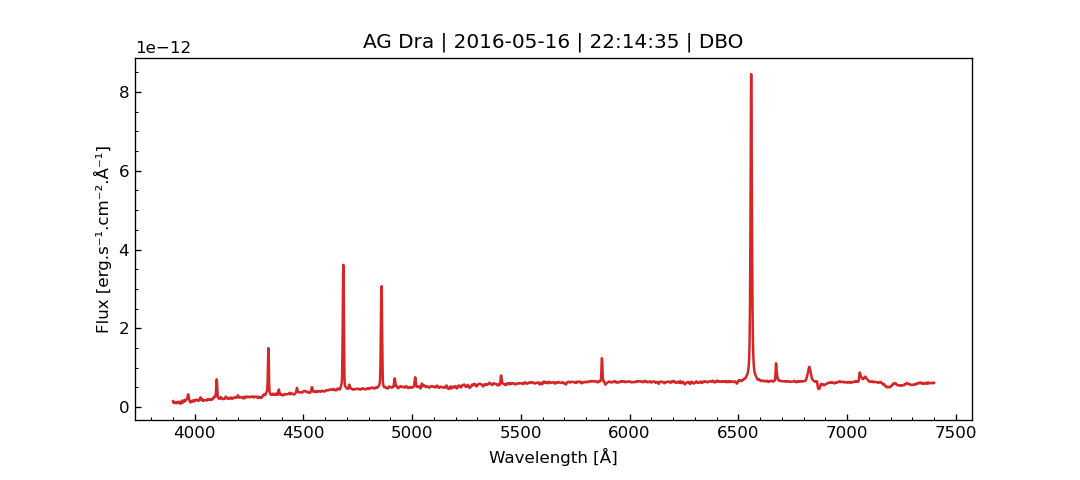 AG Dra | 2016-05-16 | 22:14:35 | DBO
1e−12
8
6
4
2
0
Flux [erg.s⁻¹.cm⁻².Å⁻¹]
4000 4500 5000 5500 6000 6500 7000 7500
Wavelength [Å]